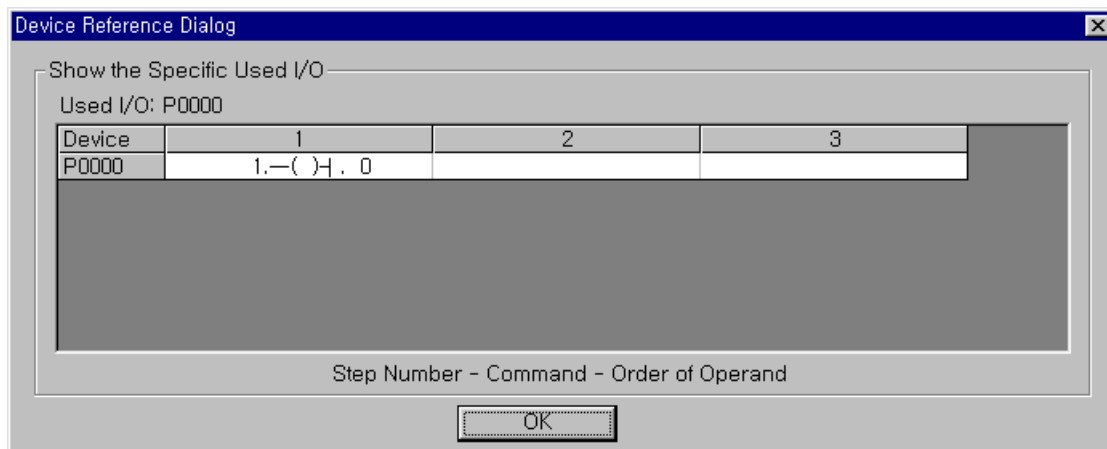 Device Reference Dialog
Show the Specific Used I/O
Used I/O: P0000
Device 1 2 3
P0000 1.—( )┤. 0
Step Number - Command - Order of Operand
OK